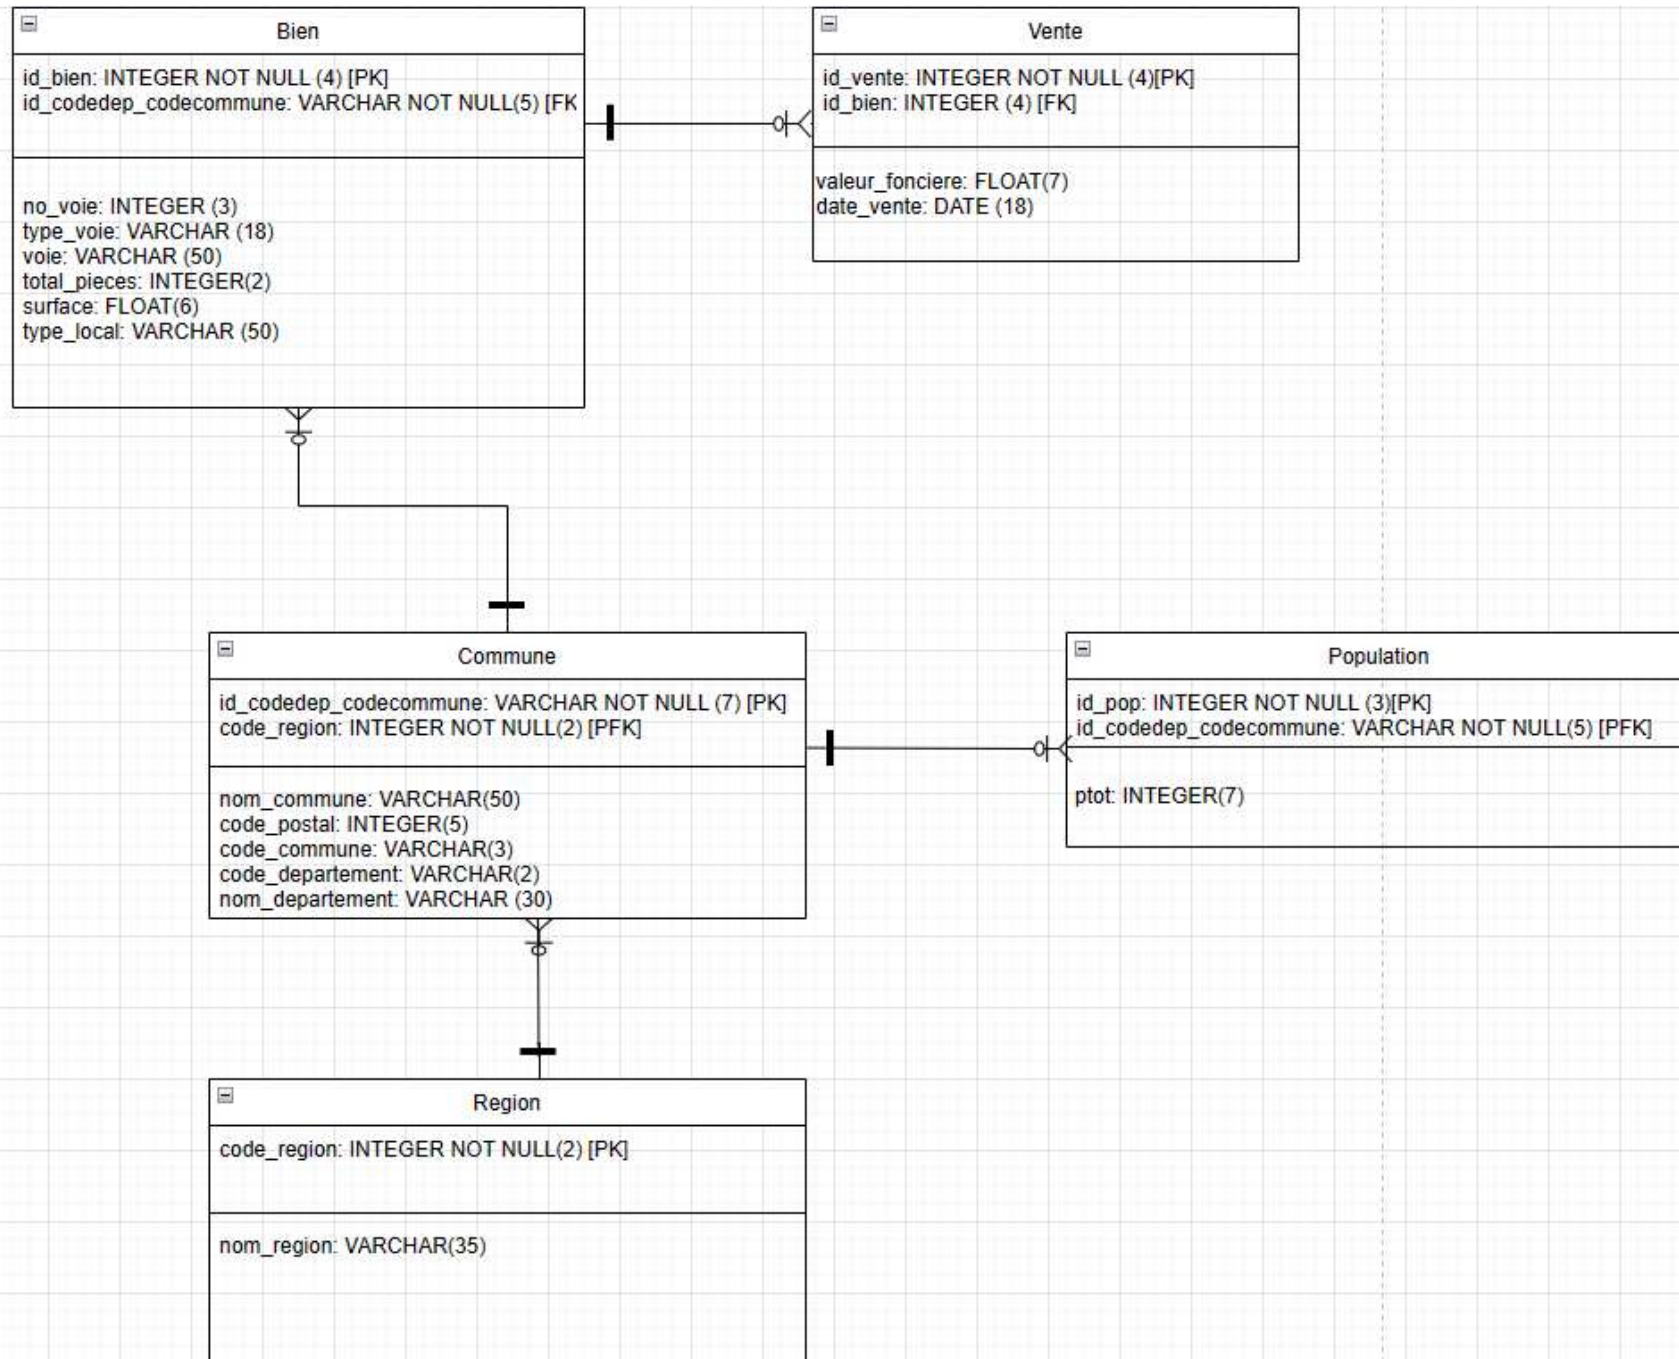 Bien
id_bien: INTEGER NOT NULL (4) [PK]
id_codedep_codecommune: VARCHAR NOT NULL(5) [FK
no_voie: INTEGER (3)
type_voie: VARCHAR (18)
voie: VARCHAR (50)
total_pieces: INTEGER(2)
surface: FLOAT(6)
type_local: VARCHAR (50)
Vente
id_vente: INTEGER NOT NULL (4)[PK]
id_bien: INTEGER (4) [FK]
valeur_fonciere: FLOAT(7)
date_vente: DATE (18)
Commune
id_codedep_codecommune: VARCHAR NOT NULL (7) [PK]
code_region: INTEGER NOT NULL(2) [PFK]
nom_commune: VARCHAR(50)
code_postal: INTEGER(5)
code_commune: VARCHAR(3)
code_departement: VARCHAR(2)
nom_departement: VARCHAR (30)
Population
id_pop: INTEGER NOT NULL (3)[PK]
id_codedep_codecommune: VARCHAR NOT NULL(5) [PFK]
ptot: INTEGER(7)
Region
code_region: INTEGER NOT NULL(2) [PK]
nom_region: VARCHAR(35)